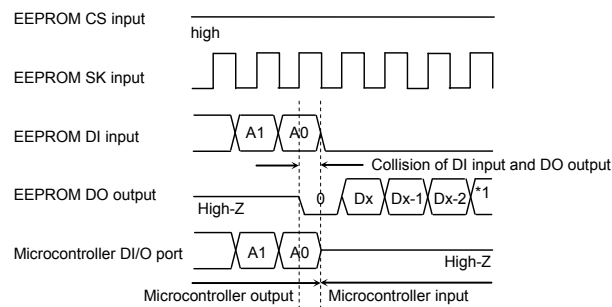 EEPROM CS input
high
EEPROM SK input
EEPROM DI input
A1 A0
Collision of DI input and DO output
EEPROM DO output
High-Z
0 Dx Dx-1 Dx-2 *1
Microcontroller DI/O port
A1 A0
High-Z
Microcontroller output Microcontroller input